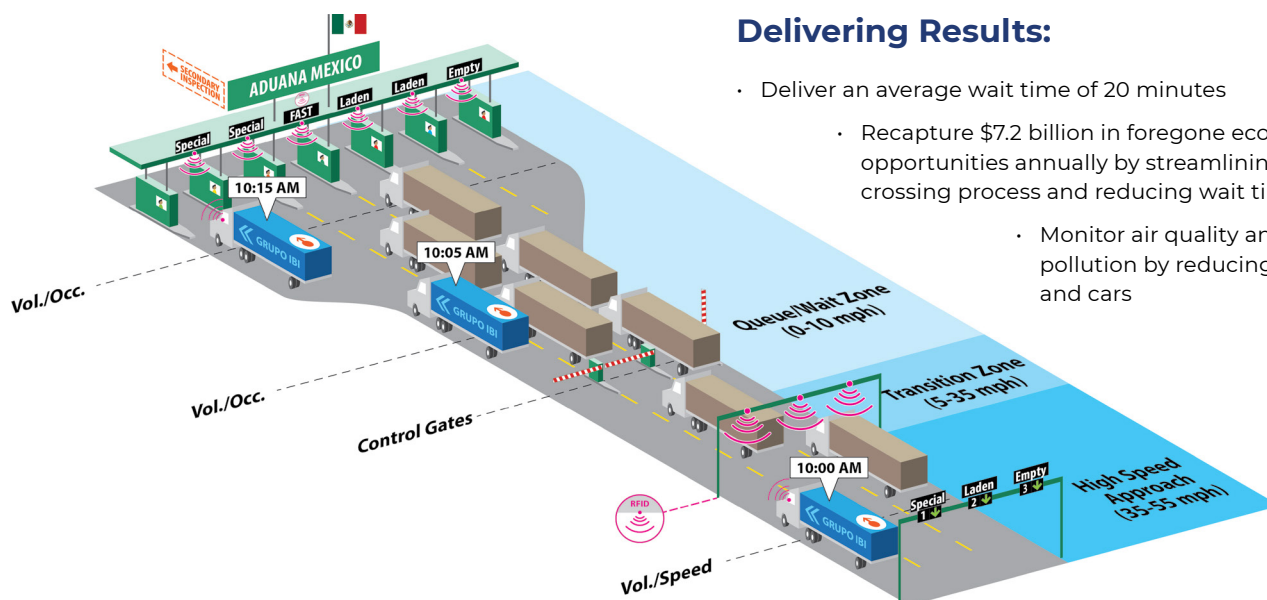 Delivering Results:
• Deliver an average wait time of 20 minutes
• Recapture $7.2 billion in foregone eco
opportunities annually by streamlinin
crossing process and reducing wait ti
• Monitor air quality an
pollution by reducing
and cars
SECONDARY
INSPECTION
ADUANA MEXICO
Special
Special
FAST
Laden
Laden
Empty
10:15 AM
GRUPO IBI
10:05 AM
GRUPO IBI
Vol./Occ.
Vol./Occ.
Control Gates
Queue/Wait Zone
(0-10 mph)
Transition Zone
(5-35 mph)
High Speed
Approach
(35-55 mph)
10:00 AM
GRUPO IBI
RFID
Special
1
Laden
2
Empty
3
Vol./Speed